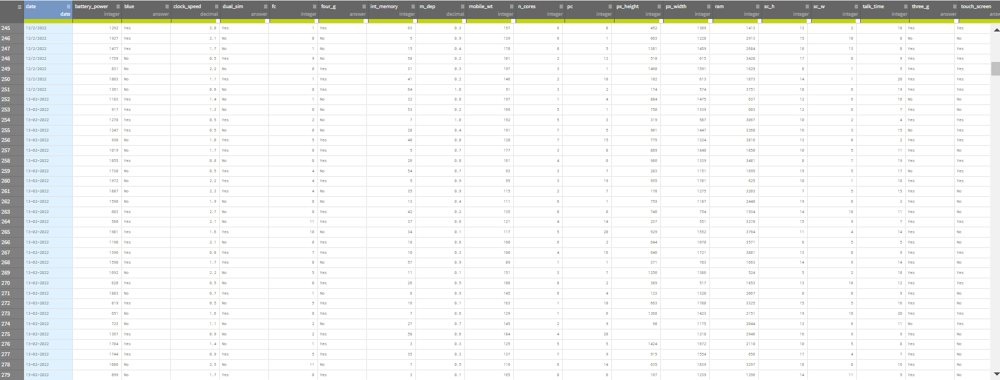 date battery_power blue clock_speed dual_sim fc four_g int_memory m_dep mobile_wt n_cores pc px_height px_width ram sc_h sc_w talk_time three_g touch_screen
date integer answer decimal answer integer answer integer decimal integer integer integer integer integer integer integer integer integer answer answ
245 12/2/2022 1292 Yes 3.0 Yes 1 Yes 63 0.3 157 6 8 452 1309 1413 13 2 10 Yes Yes
246 12/2/2022 1927 Yes 2.1 No 0 No 5 0.9 139 6 1 603 1228 2913 15 10 8 No No
247 12/2/2022 1477 Yes 1.7 No 1 No 15 0.4 178 8 5 1381 1459 2684 18 13 8 Yes Yes
248 12/2/2022 1759 No 0.5 Yes 9 No 58 0.2 101 2 12 510 615 3428 17 0 9 Yes Yes
249 12/2/2022 831 No 2.2 No 0 Yes 31 0.3 197 3 1 1460 1591 1629 8 1 5 Yes Yes
250 12/2/2022 1803 No 1.1 Yes 1 Yes 41 0.2 146 2 10 102 613 1873 14 1 20 Yes Yes
251 12/2/2022 1361 No 0.6 No 0 Yes 64 1.0 91 3 2 174 574 3751 18 6 19 Yes Yes
252 13-02-2022 1183 Yes 1.4 No 1 No 32 0.8 197 1 4 884 1475 637 12 6 16 No No
253 13-02-2022 917 Yes 1.3 No 0 No 53 0.2 166 5 1 750 1339 603 12 6 7 Yes No
254 13-02-2022 1278 Yes 0.5 Yes 2 No 7 1.0 192 5 3 319 587 3067 10 2 4 Yes Yes
255 13-02-2022 1247 Yes 0.5 No 0 No 28 0.4 191 7 5 901 1447 3268 16 3 15 No Yes
256 13-02-2022 930 No 1.0 Yes 5 Yes 40 0.8 128 7 15 775 1224 3816 13 0 2 Yes Yes
257 13-02-2022 1019 No 1.7 Yes 0 Yes 5 0.7 177 3 8 889 1840 1850 10 5 11 Yes No
258 13-02-2022 1855 Yes 0.8 No 0 Yes 26 0.8 161 4 0 986 1339 3481 8 7 19 Yes Yes
259 13-02-2022 1730 No 0.5 Yes 4 No 54 0.7 93 3 7 283 1151 1695 19 5 17 No Yes
260 13-02-2022 1972 No 2.2 Yes 4 Yes 5 0.9 95 3 19 955 1781 625 10 1 10 Yes Yes
261 13-02-2022 1887 No 2.3 Yes 4 No 35 0.9 115 2 7 178 1275 3203 7 5 15 Yes No
262 13-02-2022 1590 No 1.9 No 0 No 13 0.4 111 6 1 759 1187 2440 19 0 3 Yes No
263 13-02-2022 603 Yes 2.7 No 0 Yes 42 0.2 135 8 0 746 754 1934 14 10 11 Yes No
264 13-02-2022 560 Yes 2.1 No 11 Yes 37 0.6 121 4 14 237 551 3278 15 9 7 Yes Yes
265 13-02-2022 1981 Yes 1.6 Yes 10 No 34 0.1 117 5 20 929 1552 3764 11 4 14 Yes No
266 13-02-2022 1190 Yes 2.1 No 0 Yes 18 0.6 160 6 2 644 1070 3571 6 5 5 Yes No
267 13-02-2022 1396 Yes 0.8 Yes 7 Yes 10 0.3 108 4 16 646 1721 3881 13 0 9 Yes Yes
268 13-02-2022 1598 Yes 1.7 Yes 0 No 57 0.9 89 1 1 371 783 1663 14 9 14 Yes No
269 13-02-2022 1692 No 2.2 No 5 Yes 11 0.1 151 3 7 1256 1386 524 5 2 10 Yes Yes
270 13-02-2022 628 Yes 0.5 No 0 Yes 26 0.5 106 8 2 389 517 1853 13 10 12 Yes Yes
271 13-02-2022 1883 No 0.7 Yes 1 No 6 0.9 145 6 4 123 1320 2067 8 0 9 Yes No
272 13-02-2022 819 Yes 0.5 No 5 Yes 16 0.1 163 1 10 663 1788 3325 15 5 16 Yes No
273 13-02-2022 651 No 1.6 Yes 0 Yes 7 0.6 129 1 6 1268 1423 2151 19 10 20 Yes Yes
274 13-02-2022 723 No 1.1 No 2 No 27 0.7 145 2 9 98 1175 2044 13 6 11 No Yes
275 13-02-2022 1367 Yes 0.9 No 2 Yes 58 0.6 184 4 20 1210 3946 16 9 9 Yes No
276 13-02-2022 1784 Yes 1.4 No 1 Yes 3 0.3 125 5 5 1424 1672 2110 10 5 8 Yes No
277 13-02-2022 1744 Yes 0.9 Yes 5 Yes 35 0.3 137 7 9 915 1554 656 17 4 7 Yes No
278 13-02-2022 1086 No 2.5 No 11 No 7 0.5 116 6 14 635 1839 3297 18 0 16 Yes No
279 13-02-2022 899 No 1.7 Yes 0 Yes 3 0.1 165 8 0 167 1239 1296 14 11 9 Yes No